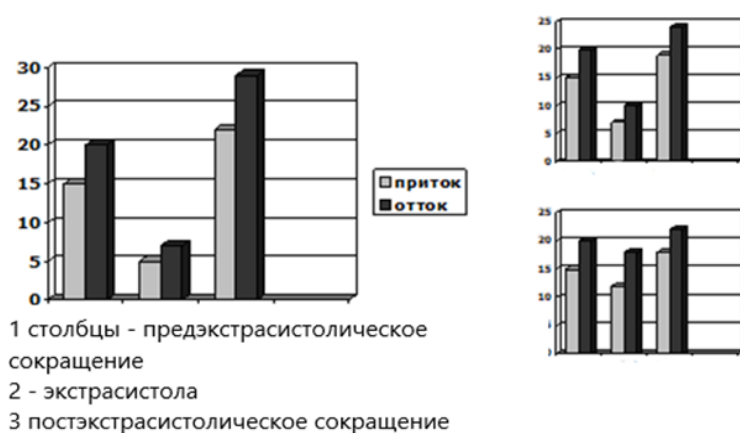 30
25
20
15
10
5
0
приток
отток
1 столбцы - предэкстрасистолическое
сокращение
2 - экстрасистола
3 постэкстрасистолическое сокращение
25
20
15
10
5
0
25
20
15
10